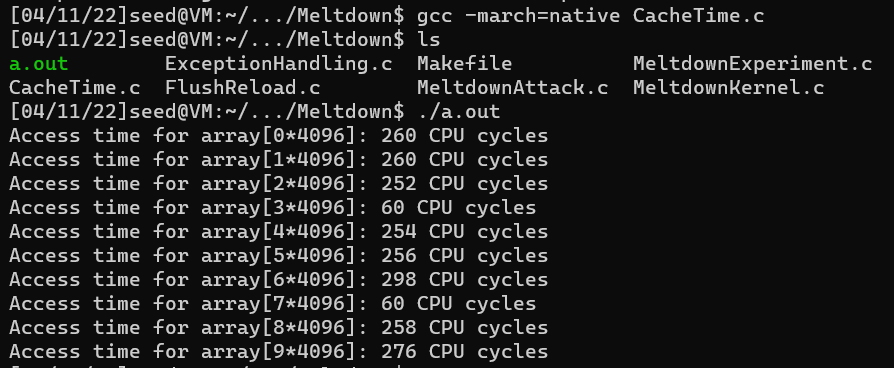 [04/11/22]seed@VM:~/.../Meltdown$ gcc -march=native CacheTime.c
[04/11/22]seed@VM:~/.../Meltdown$ ls
a.out        ExceptionHandling.c  Makefile          MeltdownExperiment.c
CacheTime.c  FlushReload.c        MeltdownAttack.c  MeltdownKernel.c
[04/11/22]seed@VM:~/.../Meltdown$ ./a.out
Access time for array[0*4096]: 260 CPU cycles
Access time for array[1*4096]: 260 CPU cycles
Access time for array[2*4096]: 252 CPU cycles
Access time for array[3*4096]: 60 CPU cycles
Access time for array[4*4096]: 254 CPU cycles
Access time for array[5*4096]: 256 CPU cycles
Access time for array[6*4096]: 298 CPU cycles
Access time for array[7*4096]: 60 CPU cycles
Access time for array[8*4096]: 258 CPU cycles
Access time for array[9*4096]: 276 CPU cycles